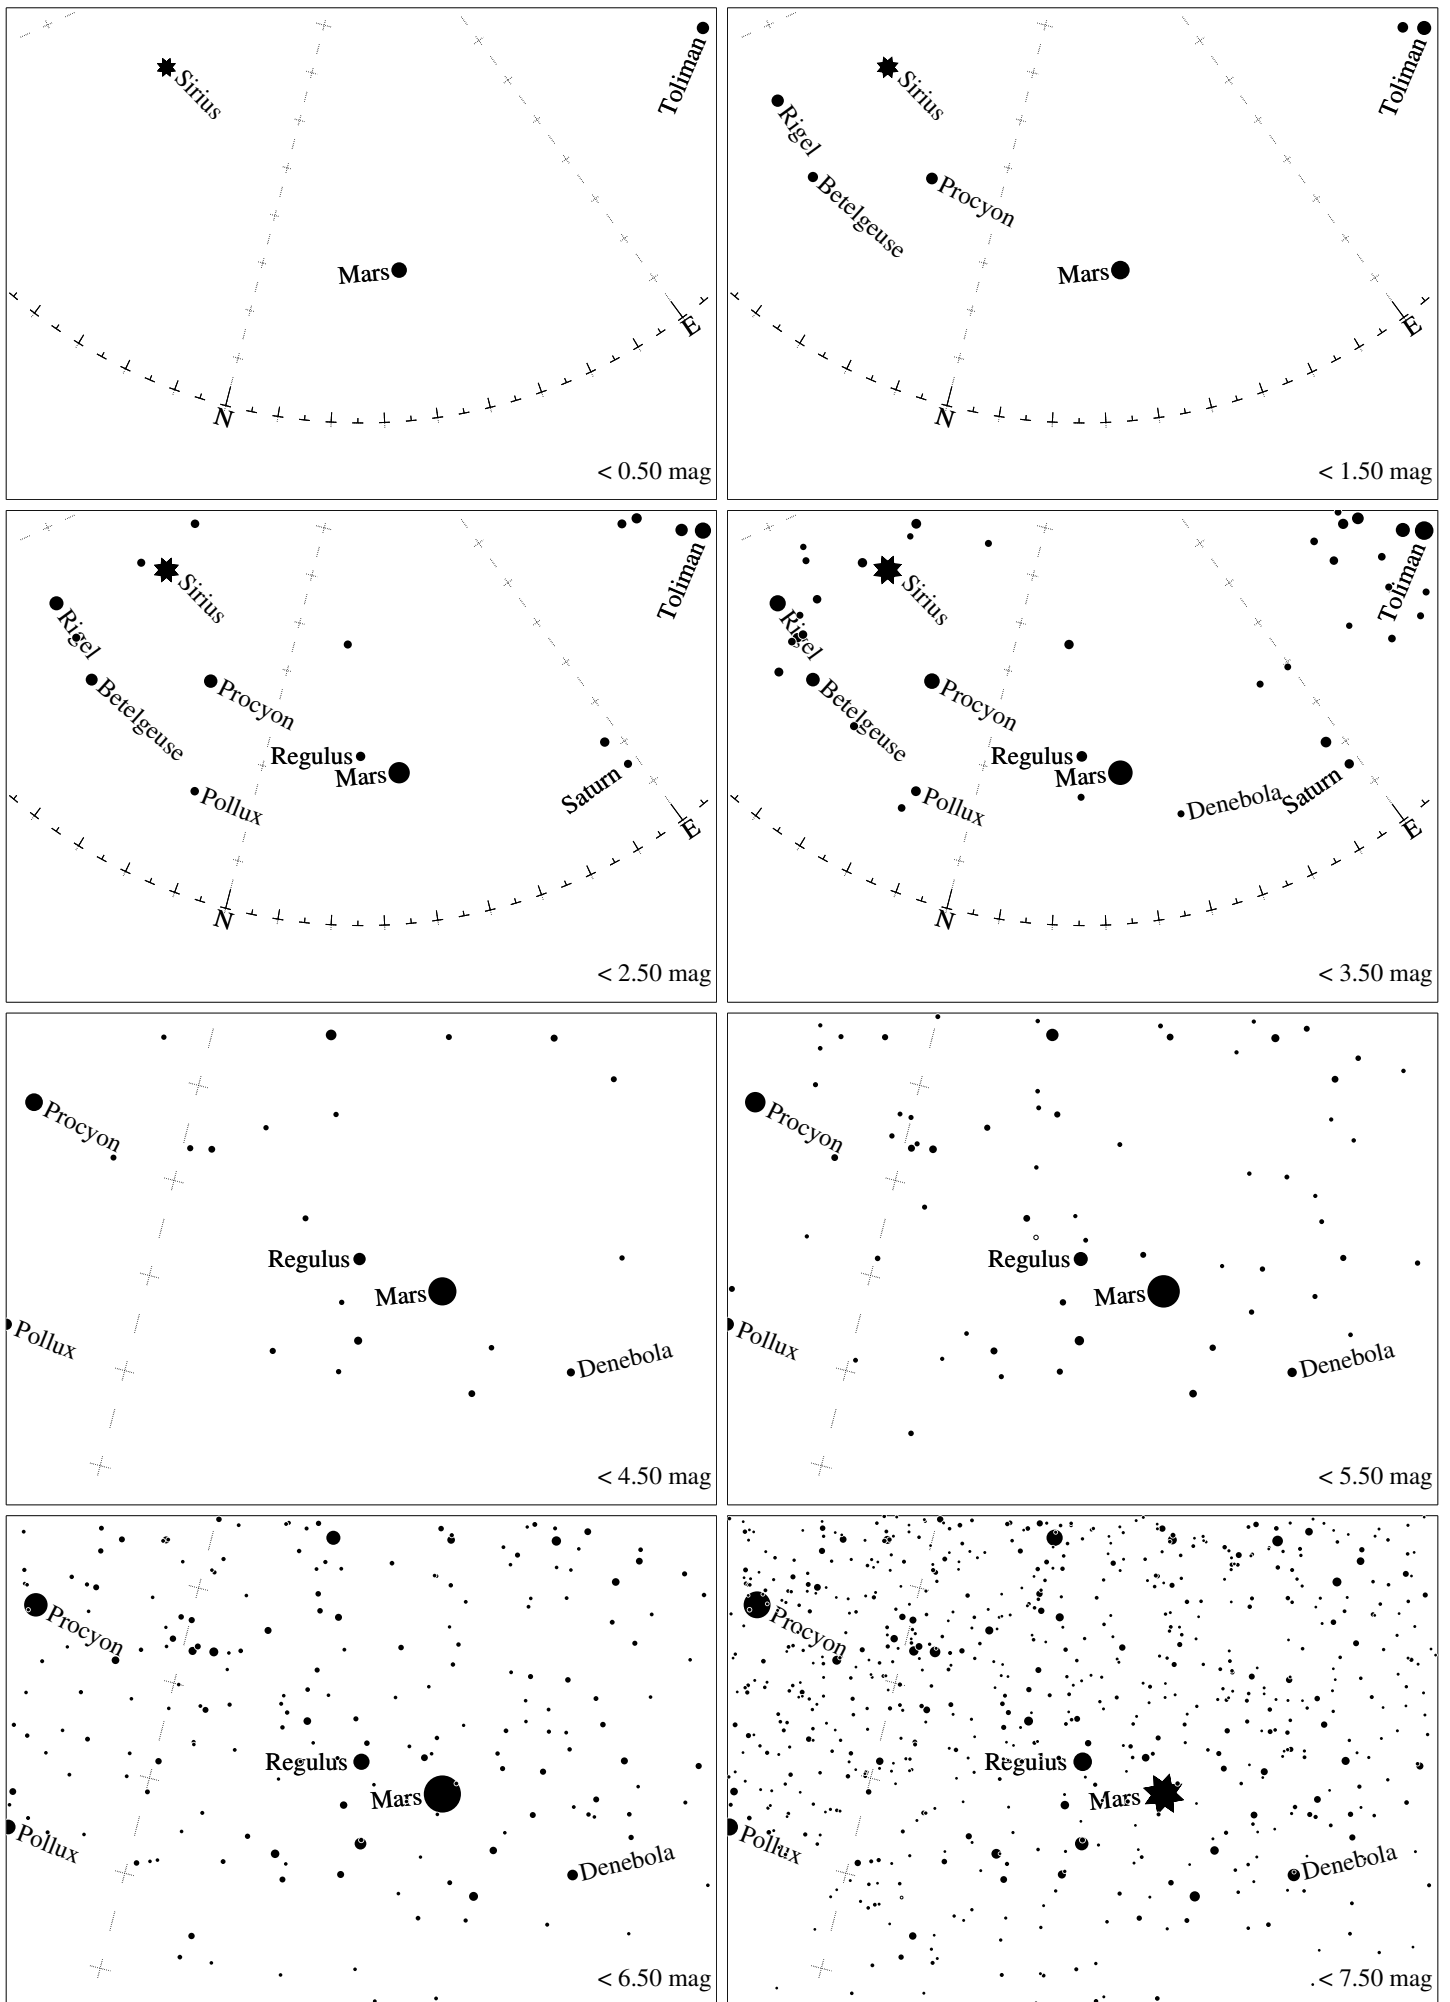 Sirius
Toliman
Mars
N
E
< 0.50 mag
Sirius
Toliman
Rigel
Betelgeuse
Procyon
Mars
N
E
< 1.50 mag
Sirius
Toliman
Rigel
Betelgeuse
Procyon
Regulus
Mars
Saturn
Pollux
N
E
< 2.50 mag
Sirius
Toliman
Rigel
Betelgeuse
Procyon
Regulus
Mars
Saturn
Pollux
Denebola
N
E
< 3.50 mag
Procyon
Regulus
Mars
Pollux
Denebola
< 4.50 mag
Procyon
Regulus
Mars
Pollux
Denebola
< 5.50 mag
Procyon
Regulus
Mars
Pollux
Denebola
< 6.50 mag
Procyon
Regulus
Mars
Pollux
Denebola
< 7.50 mag